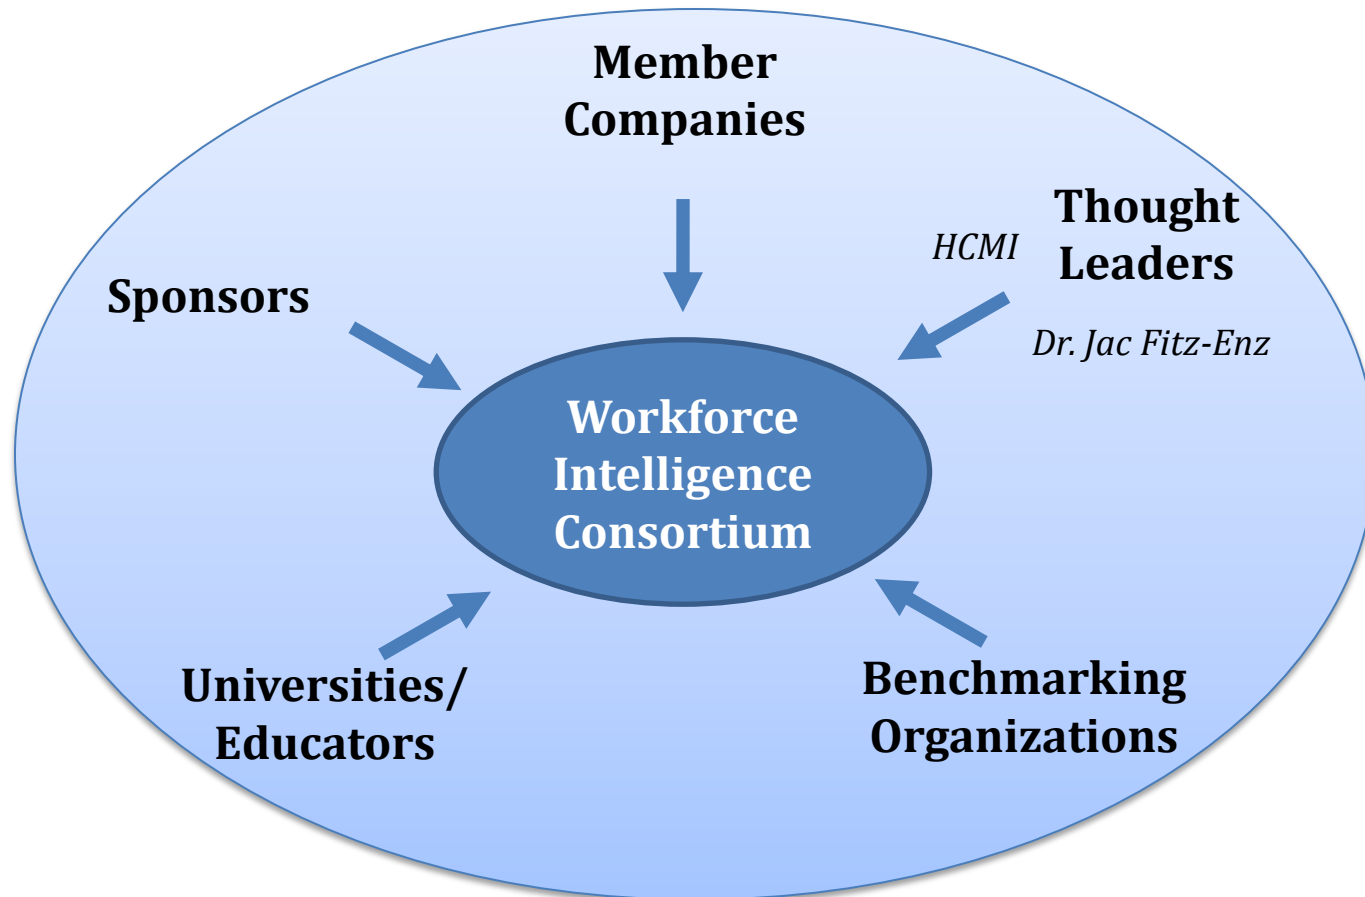 Member
Companies
Thought
Leaders
HCMI
Dr. Jac Fitz-Enz
Sponsors
Workforce
Intelligence
Consortium
Universities/
Educators
Benchmarking
Organizations